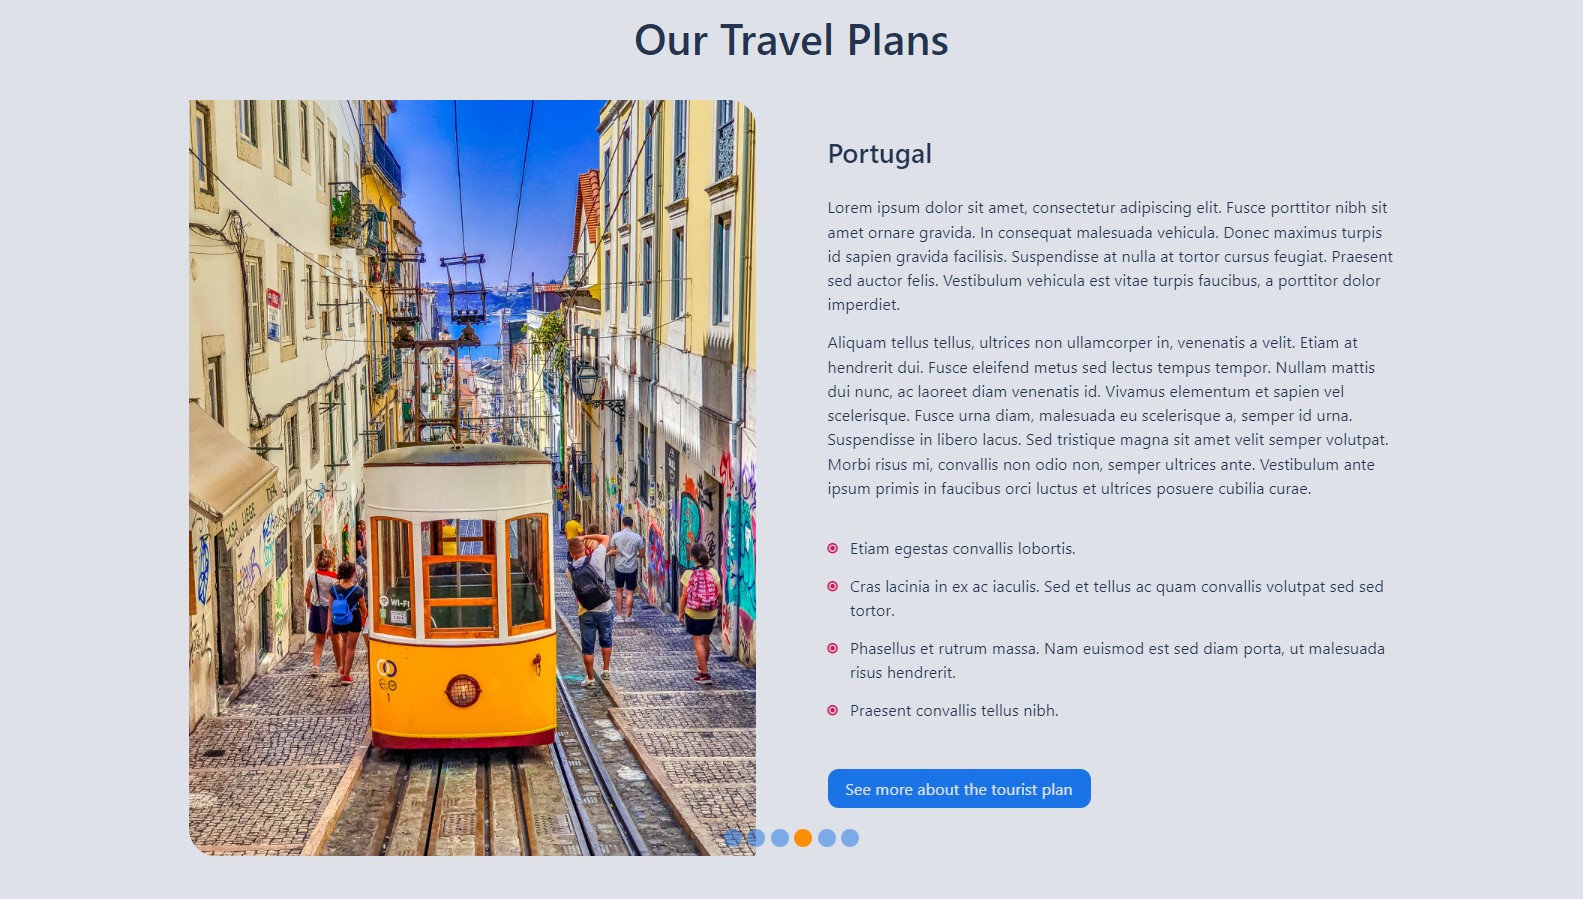 Our Travel Plans
Portugal
Lorem ipsum dolor sit amet, consectetur adipiscing elit. Fusce porttitor nibh sit
amet ornare gravida. In consequat malesuada vehicula. Donec maximus turpis
id sapien gravida facilisis. Suspendisse at nulla at tortor cursus feugiat. Praesent
sed auctor felis. Vestibulum vehicula est vitae turpis faucibus, a porttitor dolor
imperdiet.
Aliquam tellus tellus, ultrices non ullamcorper in, venenatis a velit. Etiam at
hendrerit dui. Fusce eleifend metus sed lectus tempus tempor. Nullam mattis
dui nunc, ac laoreet diam venenatis id. Vivamus elementum et sapien vel
scelerisque. Fusce urna diam, malesuada eu scelerisque a, semper id urna.
Suspendisse in libero lacus. Sed tristique magna sit amet velit semper volutpat.
Morbi risus mi, convallis non odio non, semper ultrices ante. Vestibulum ante
ipsum primis in faucibus orci luctus et ultrices posuere cubilia curae.
Etiam egestas convallis lobortis.
Cras lacinia in ex ac iaculis. Sed et tellus ac quam convallis volutpat sed sed
tortor.
Phasellus et rutrum massa. Nam euismod est sed diam porta, ut malesuada
risus hendrerit.
Praesent convallis tellus nibh.
See more about the tourist plan
WI-FI
CASA LIEGE
1